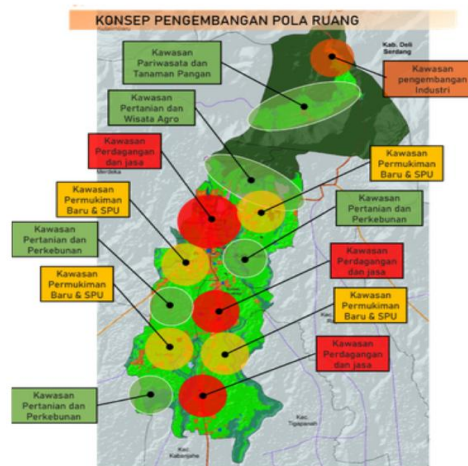 KONSEP PENGEMBANGAN POLA RUANG
Kab. Deli
Serdang
Kawasan
Pariwasata dan
Tanaman Pangan
Kawasan
pengembangan
Industri
Kawasan
Pertanian dan
Wisata Agro
Kawasan
Perdagangan
dan jasa
Merdeka
Kawasan
Permukiman
Baru & SPU
Kawasan
Permukiman
Baru & SPU
Kawasan
Pertanian dan
Perkebunan
Kawasan
Pertanian dan
Perkebunan
Kawasan
Perdagangan
dan jasa
Kawasan
Permukiman
Baru & SPU
Kawasan
Permukiman
Baru & SPU
Kec.
Kawasan
Perdagangan
dan jasa
Kawasan
Pertanian dan
Perkebunan
Kec.
Tigapanah
Kec.
Kabanjahe